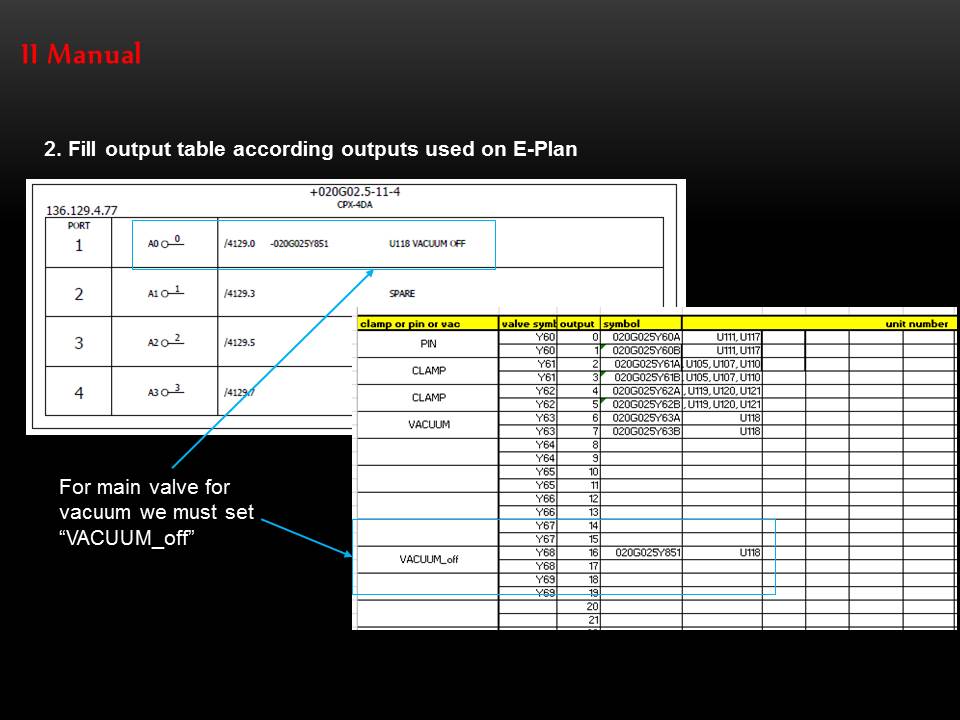 II Manual
2. Fill output table according outputs used on E-Plan
+020G02.5-11-4
CPX-4DA
136.129.4.77
PORT
1 A0 0 /4129.0 -020G025Y851 U118 VACUUM OFF
2 A1 1 /4129.3 SPARE
3 A2 2 /4129.5
4 A3 3 /4129.7
clamp or pin or vac valve symb output symbol unit number
PIN
Y60 0 020G025Y60A U111, U117
Y60 1 020G025Y60B U111, U117
CLAMP
Y61 2 020G025Y61A , U105, U107, U110
Y61 3 020G025Y61B , U105, U107, U110
CLAMP
Y62 4 020G025Y62A , U119, U120, U121
Y62 5 020G025Y62B , U119, U120, U121
VACUUM
Y63 6 020G025Y63A U118
Y63 7 020G025Y63B U118
Y64 8
Y64 9
Y65 10
Y65 11
Y66 12
Y66 13
Y67 14
Y67 15
VACUUM_off
Y68 16 020G025Y851 U118
Y68 17
Y69 18
Y69 19
20
21
For main valve for
vacuum we must set
“VACUUM_off”